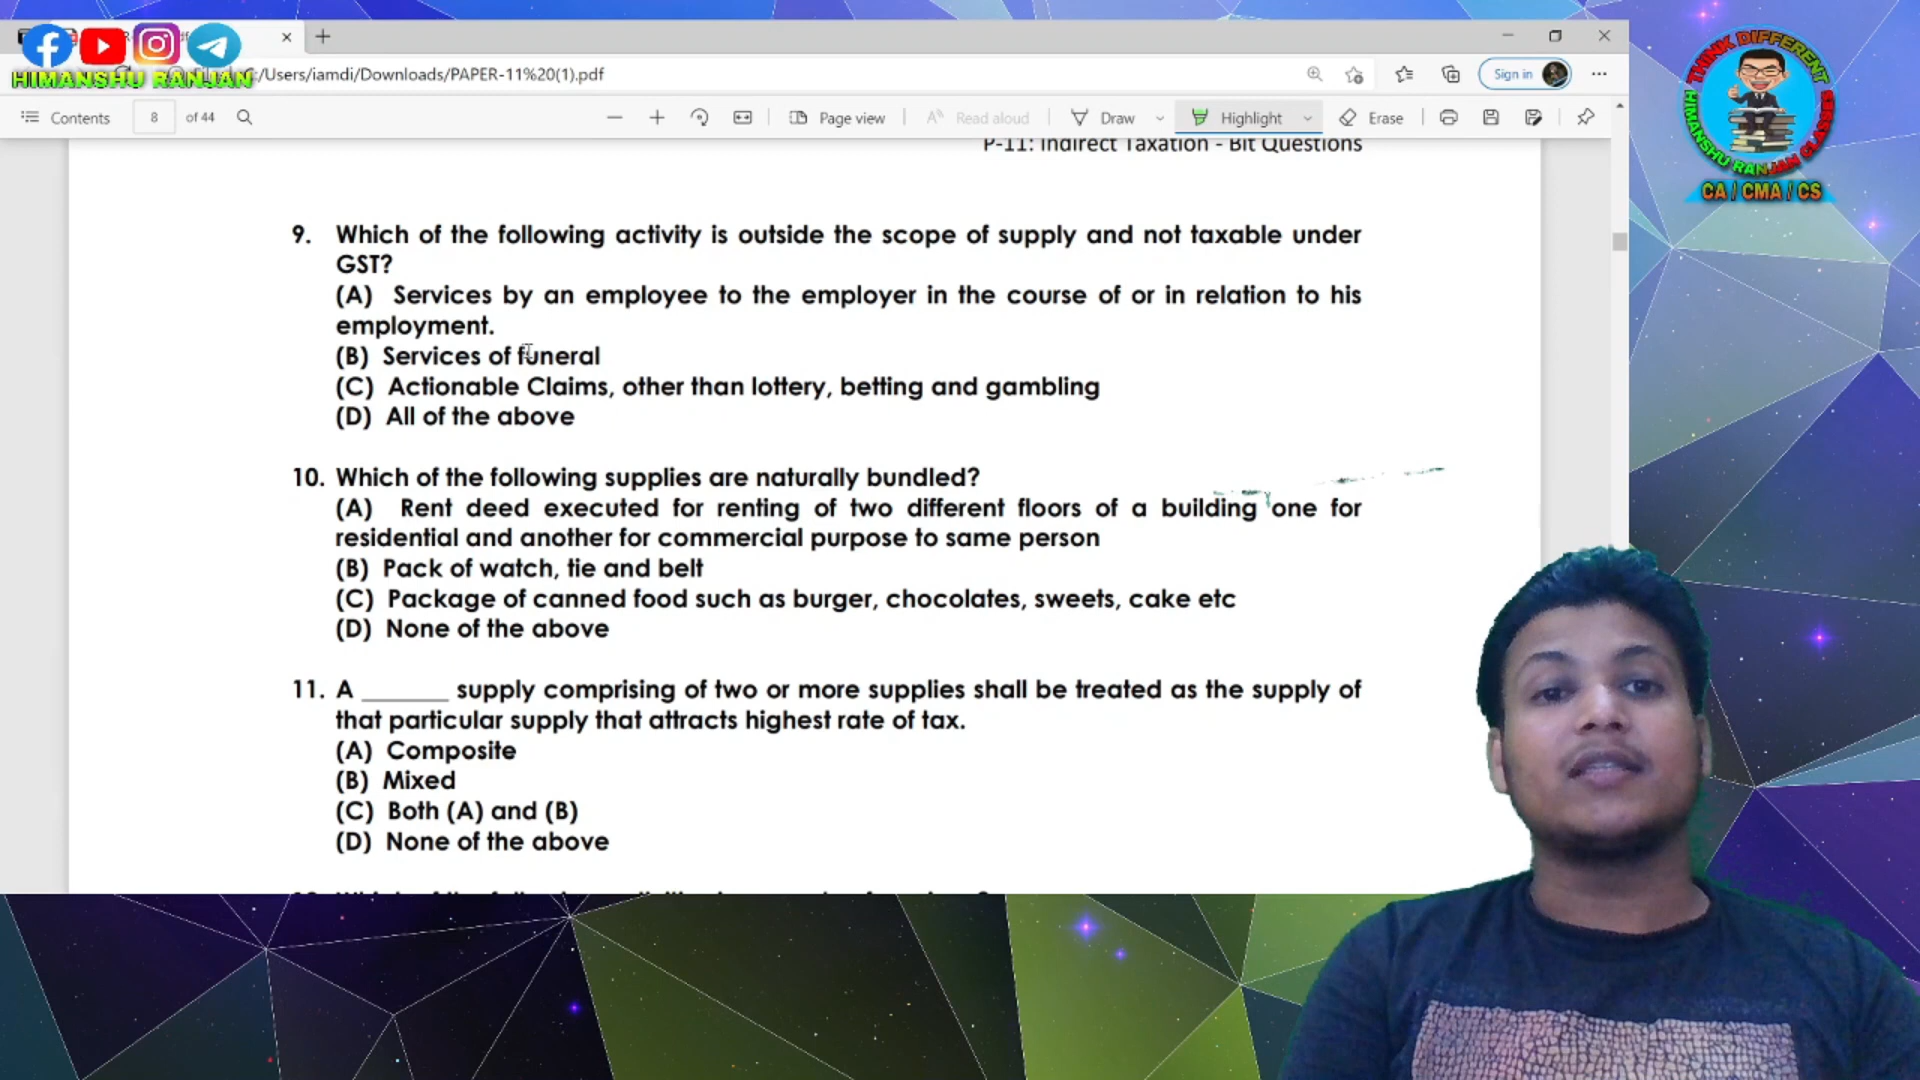 HIMANSHU RANJAN
C:/Users/iamdi/Downloads/PAPER-11%20(1).pdf
Sign in
Contents
8
of 44
Page view
Read aloud
Draw
Highlight
Erase
P-11: Indirect Taxation - Bit Questions
9. Which of the following activity is outside the scope of supply and not taxable under
GST?
(A) Services by an employee to the employer in the course of or in relation to his
employment.
(B) Services of funeral
(C) Actionable Claims, other than lottery, betting and gambling
(D) All of the above
10. Which of the following supplies are naturally bundled?
(A) Rent deed executed for renting of two different floors of a building one for
residential and another for commercial purpose to same person
(B) Pack of watch, tie and belt
(C) Package of canned food such as burger, chocolates, sweets, cake etc
(D) None of the above
11. A _______ supply comprising of two or more supplies shall be treated as the supply of
that particular supply that attracts highest rate of tax.
(A) Composite
(B) Mixed
(C) Both (A) and (B)
(D) None of the above
THINK DIFFERENT
HIMANSHU RANJAN CLASSES
CA / CMA / CS